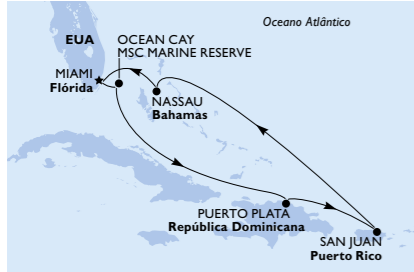 Oceano Atlântico
EUA
OCEAN CAY
MSC MARINE RESERVE
MIAMI
Flórida
NASSAU
Bahamas
PUERTO PLATA
República Dominicana
SAN JUAN
Puerto Rico